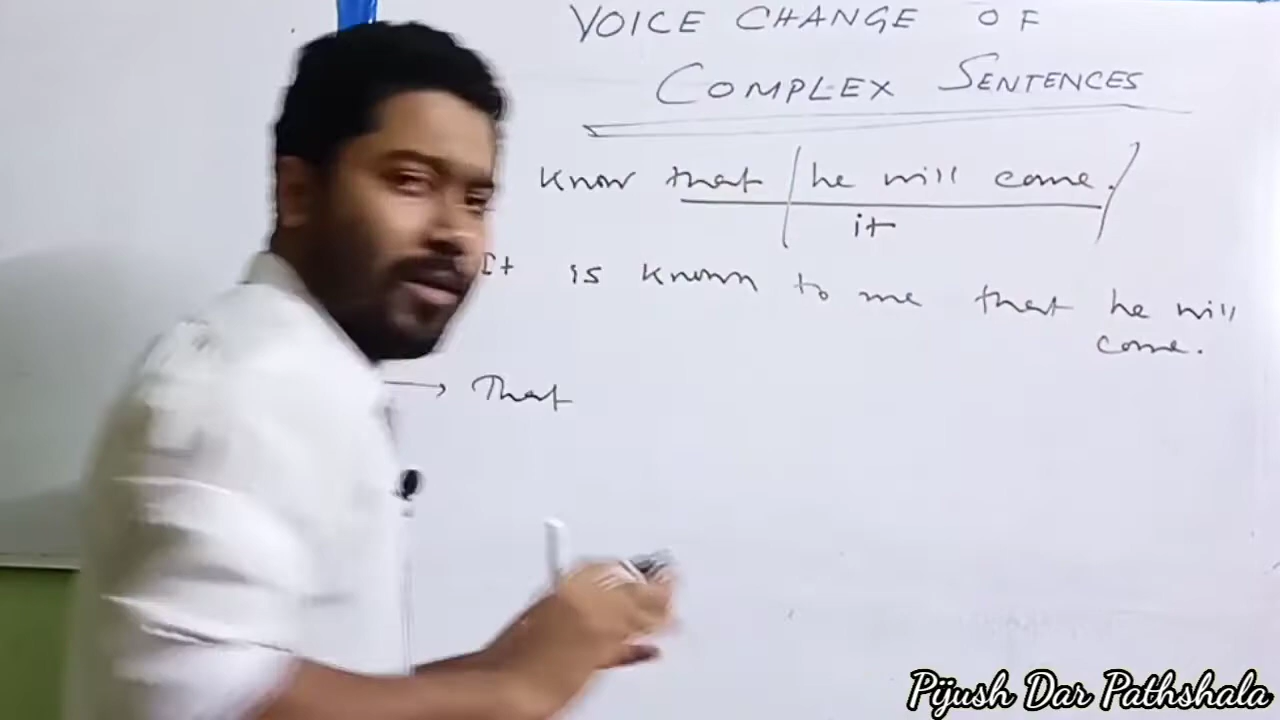 VOICE CHANGE OF
COMPLEX SENTENCES
know that he will come.
it
It is known to me that he will
come.
→ That
Pijush Dar Pathshala